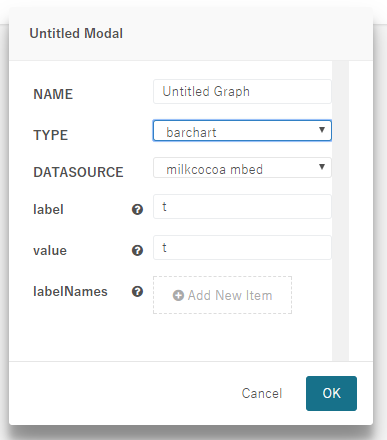 Untitled Modal
NAME Untitled Graph
TYPE barchart
DATASOURCE milkcocoa mbed
label t
value t
labelNames Add New Item
Cancel OK